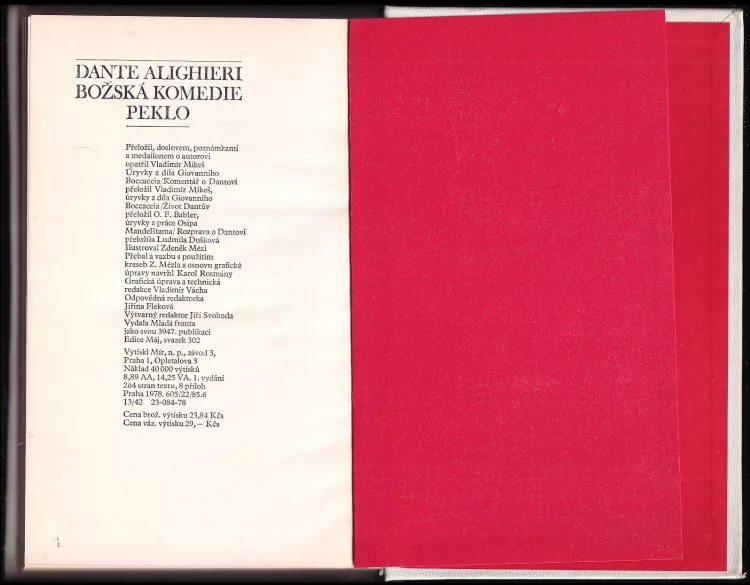 DANTE ALIGHIERI
BOŽSKÁ KOMEDIE
PEKLO
Přeložil, doslovem, poznámkami
a medailonem o autorovi
opatřil Vladimír Mikeš
Úryvky z díla Giovanniho
Boccaccia/Komentář o Dantovi
přeložil Vladimír Mikeš,
úryvky z díla Giovanniho
Boccaccia/Život Dantův
přeložil O. F. Babler,
úryvky z práce Osipa
Mandelštama/Rozprava o Dantovi
přeložila Ludmila Dušková
Ilustroval Zdeněk Mézl
Přebal a vazbu s použitím
kreseb Z. Mézla a osnovu grafické
úpravy navrhl Karol Rosmány
Grafická úprava a technická
redakce Vladimír Vácha
Odpovědná redaktorka
Jiřina Fleková
Výtvarný redaktor Jiří Svoboda
Vydala Mladá fronta
jako svou 3947. publikaci
Edice Máj, svazek 302
Vytiskl Mír, n. p., závod 3,
Praha 1, Opletalova 3
Náklad 40 000 výtisků
8,89 AA, 14,25 VA. 1. vydání
264 stran textu, 8 příloh
Praha 1978. 605/22/85.6
13/42 23-084-78
Cena brož. výtisku 23,84 Kčs
Cena váz. výtisku 29,— Kčs